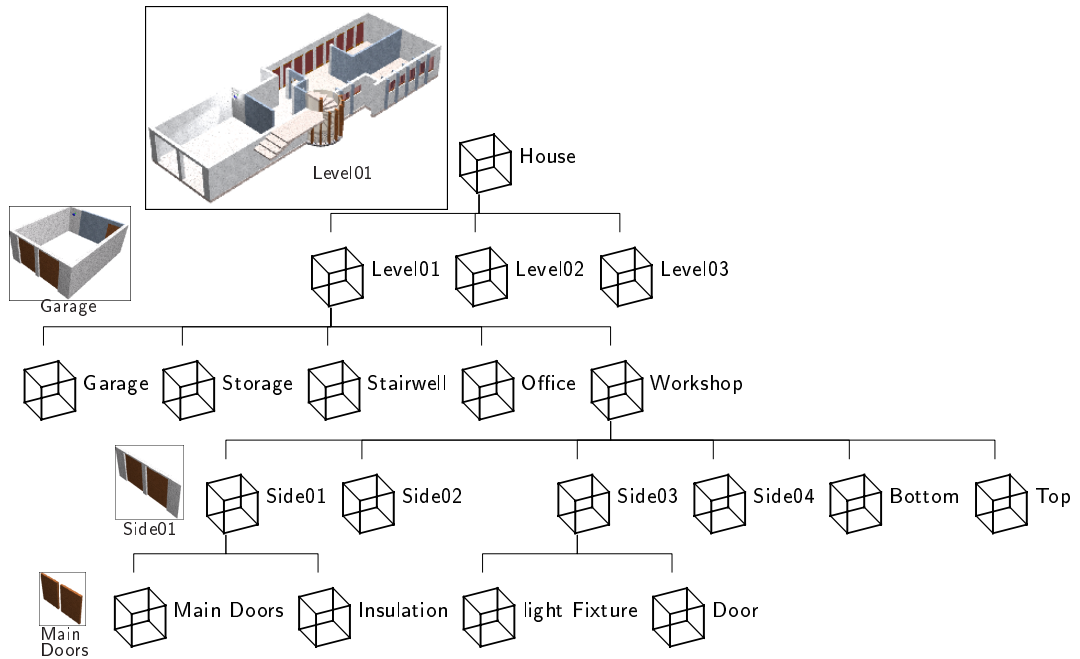 Level01
House
Level01
Level02
Level03
Garage
Garage
Storage
Stairwell
Office
Workshop
Side01
Side02
Side03
Side04
Bottom
Top
Side01
Main Doors
Insulation
light Fixture
Door
Main
Doors